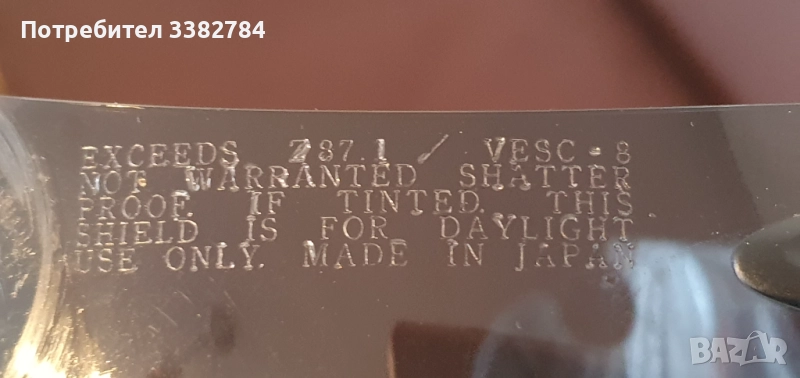 Потребител 3382784
EXCEEDS Z87.1 / VESC-8
NOT WARRANTED SHATTER
PROOF. IF TINTED. THIS
SHIELD IS FOR DAYLIGHT
USE ONLY. MADE IN JAPAN
BAZAR